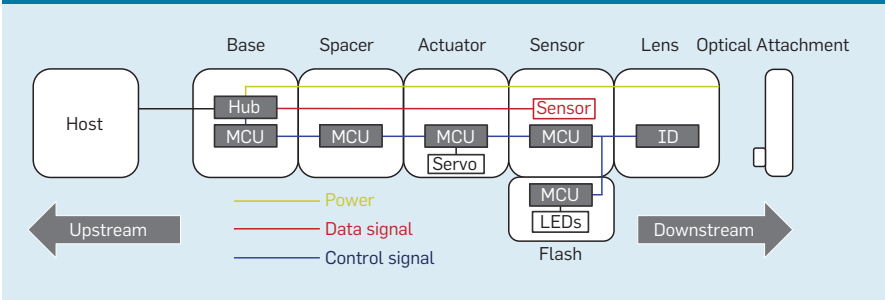 Base Spacer Actuator Sensor Lens Optical Attachment
Host
Hub Sensor
MCU MCU MCU MCU ID
Servo
Power
MCU
Upstream Data signal LEDs Downstream
Control signal Flash